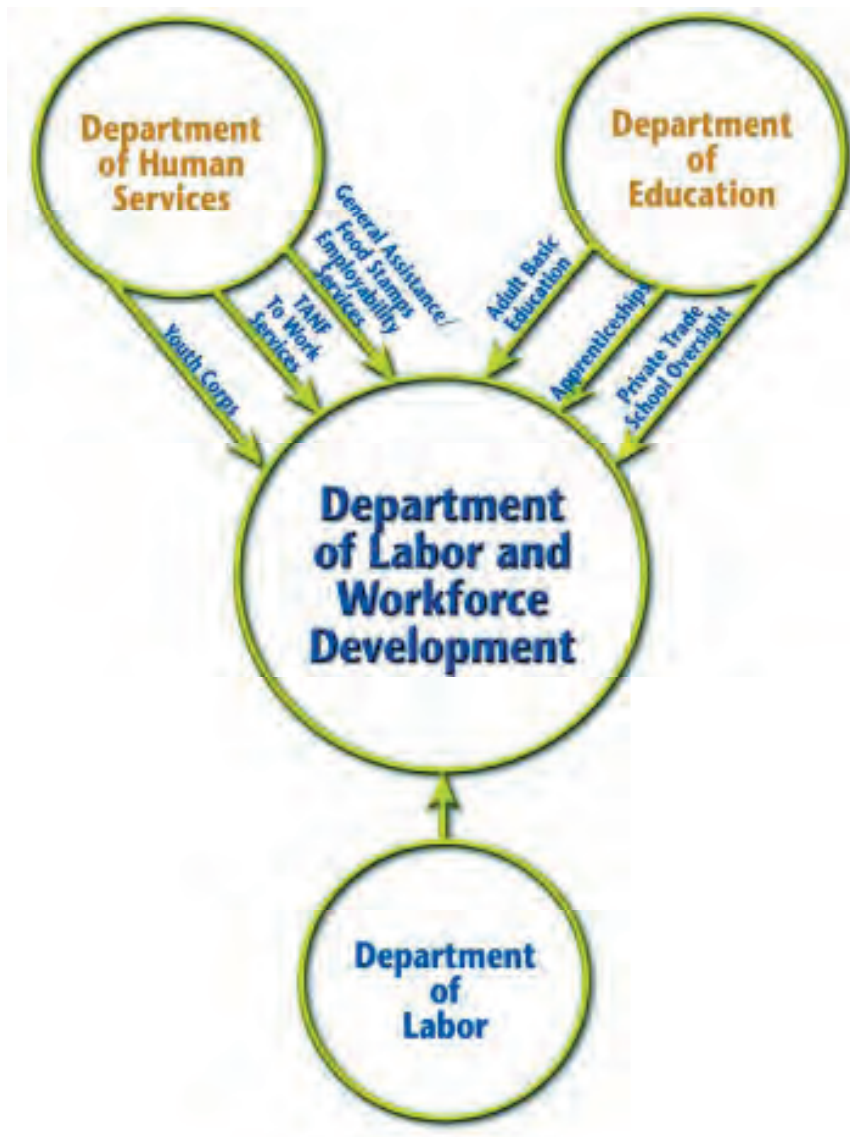 Department
of Human
Services
Department
of
Education
General Assistance/
Food Stamps
Employability
Services
TANF
To Work
Services
Youth Corps
Adult Basic
Education
Apprenticeships
Private Trade
School Oversight
Department
of Labor and
Workforce
Development
Department
of
Labor